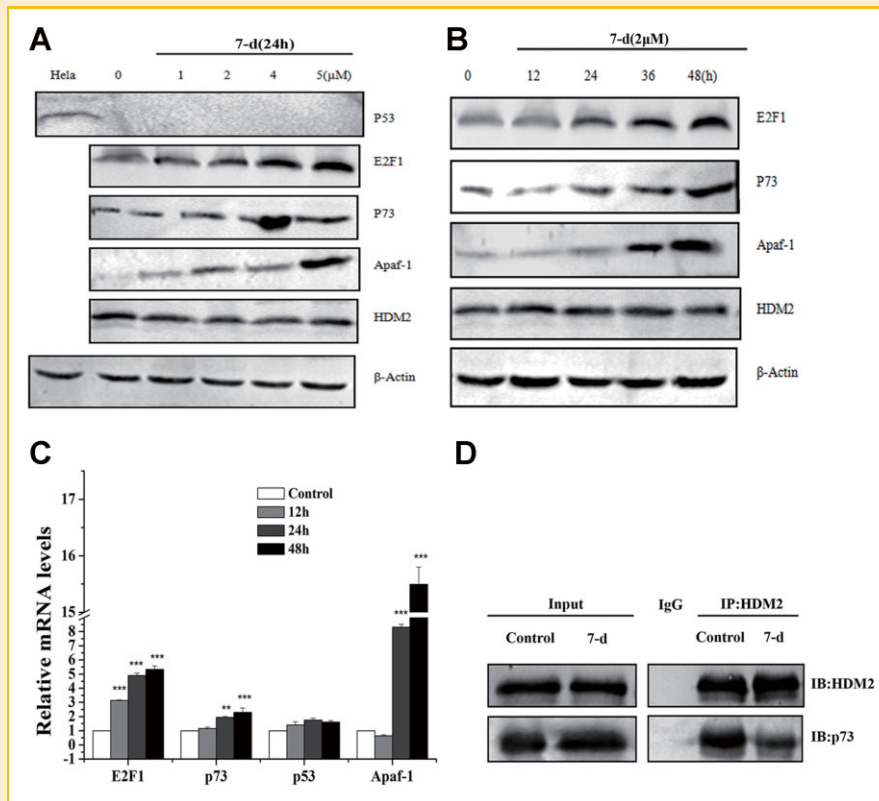 A
7-d(24h)
Hela 0 1 2 4 5(μM)
P53
E2F1
P73
Apaf-1
HDM2
β-Actin
B
7-d(2μM)
0 12 24 36 48(h)
E2F1
P73
Apaf-1
HDM2
β-Actin
C
Relative mRNA levels
17
16
15
8
6
5
4
3
2
1
0
-1
Control
12h
24h
48h
*** *** ***
** ***
*** ***
E2F1 p73 p53 Apaf-1
D
Input IgG IP:HDM2
Control 7-d Control 7-d
IB:HDM2
IB:p73